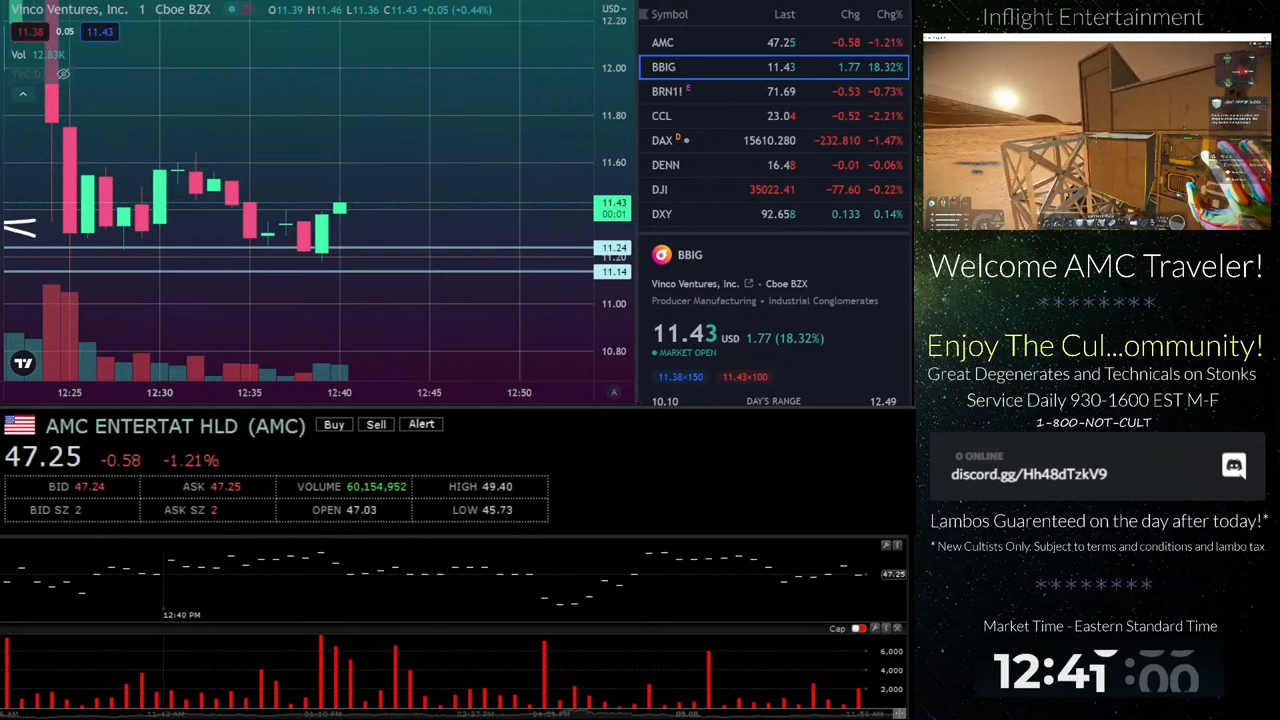 Vinco Ventures, Inc. 1 Cboe BZX O11.39 H11.46 L11.36 C11.43 +0.05 (+0.44%)
11.38 0.05 11.43
Vol 12.83K
USD
12.20
12.00
11.80
11.60
11.43
00:01
11.24
11.20
11.14
11.00
10.80
12:25 12:30 12:35 12:40 12:45 12:50 A
Symbol Last Chg Chg%
AMC 47.25 −0.58 −1.21%
BBIG 11.43 1.77 18.32%
BRN1! E 71.69 −0.53 −0.73%
CCL 23.04 −0.52 −2.21%
DAX D 15610.280 −232.810 −1.47%
DENN 16.48 −0.01 −0.06%
DJI 35022.41 −77.60 −0.22%
DXY 92.658 0.133 0.14%
BBIG
Vinco Ventures, Inc. • Cboe BZX
Producer Manufacturing • Industrial Conglomerates
11.43 USD 1.77 (18.32%)
MARKET OPEN
11.38×150 11.43×100
10.10 DAY'S RANGE 12.49
AMC ENTERTAT HLD (AMC) Buy Sell Alert
47.25 -0.58 -1.21%
BID 47.24 ASK 47.25 VOLUME 60,154,952 HIGH 49.40
BID SZ 2 ASK SZ 2 OPEN 47.03 LOW 45.73
47.25
12:40 PM
Cap
6,000
4,000
2,000
Inflight Entertainment
Welcome AMC Traveler!
********
Enjoy The Cul...ommunity!
Great Degenerates and Technicals on Stonks
Service Daily 930-1600 EST M-F
1-800-NOT-CULT
0 ONLINE
discord.gg/Hh48dTzkV9
Lambos Guarenteed on the day after today!*
* New Cultists Only. Subject to terms and conditions and lambo tax
********
Market Time - Eastern Standard Time
12:41 :00